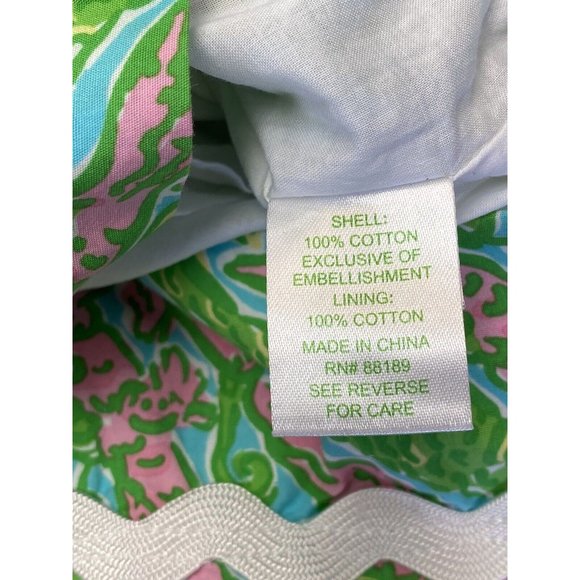 SHELL:
100% COTTON
EXCLUSIVE OF
EMBELLISHMENT
LINING:
100% COTTON
MADE IN CHINA
RN# 88189
SEE REVERSE
FOR CARE